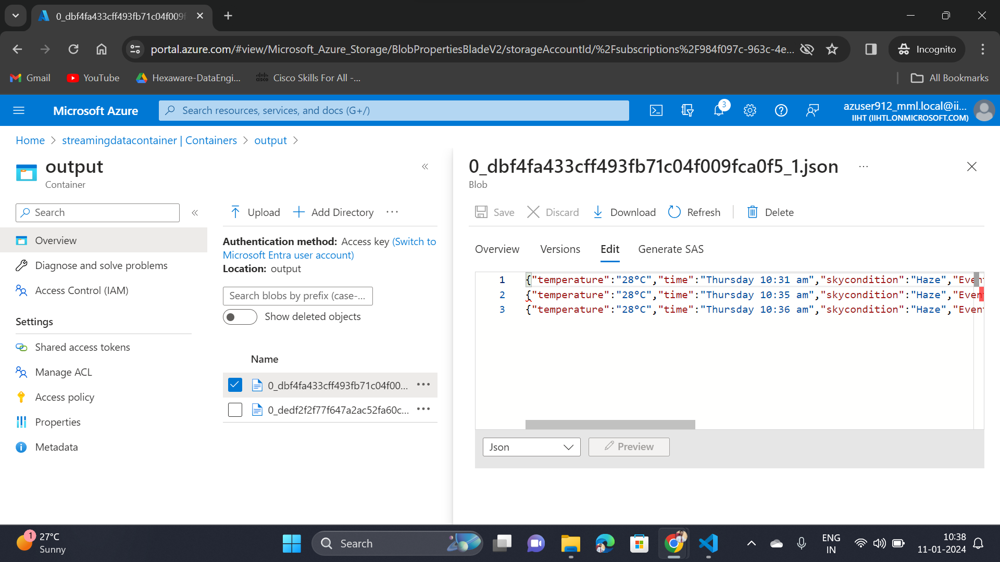 0_dbf4fa433cff493fb71c04f009f
portal.azure.com/#view/Microsoft_Azure_Storage/BlobPropertiesBladeV2/storageAccountId/%2Fsubscriptions%2F984f097c-963c-4e...
Incognito
Gmail
YouTube
Hexaware-DataEngi...
Cisco Skills For All -...
All Bookmarks
Microsoft Azure
Search resources, services, and docs (G+/)
3
azuser912_mml.local@ii...
IIHT (IIHTL.ONMICROSOFT.COM)
Home > streamingdatacontainer | Containers > output >
output
Container
Search
Overview
Diagnose and solve problems
Access Control (IAM)
Settings
Shared access tokens
Manage ACL
Access policy
Properties
Metadata
Upload
Add Directory
Authentication method: Access key (Switch to
Microsoft Entra user account)
Location: output
Search blobs by prefix (case-...
Show deleted objects
Name
0_dbf4fa433cff493fb71c04f00...
0_dedf2f2f77f647a2ac52fa60c...
0_dbf4fa433cff493fb71c04f009fca0f5_1.json
Blob
Save
Discard
Download
Refresh
Delete
Overview
Versions
Edit
Generate SAS
1 {"temperature":"28°C","time":"Thursday 10:31 am","skycondition":"Haze","Event
2 {"temperature":"28°C","time":"Thursday 10:35 am","skycondition":"Haze","Event
3 {"temperature":"28°C","time":"Thursday 10:36 am","skycondition":"Haze","Event
Json
Preview
1
27°C
Sunny
Search
ENG
IN
10:38
11-01-2024